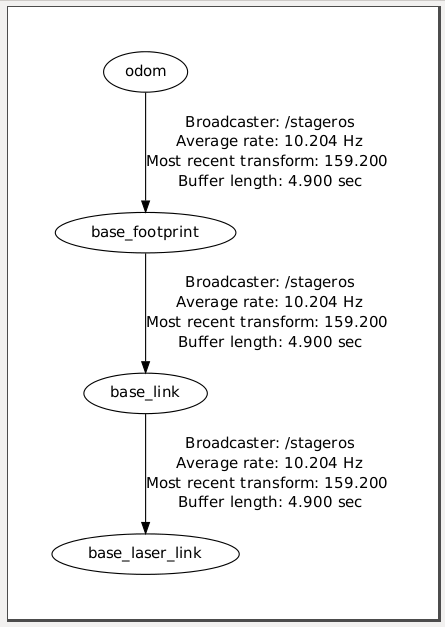 odom
Broadcaster: /stageros
Average rate: 10.204 Hz
Most recent transform: 159.200
Buffer length: 4.900 sec
base_footprint
Broadcaster: /stageros
Average rate: 10.204 Hz
Most recent transform: 159.200
Buffer length: 4.900 sec
base_link
Broadcaster: /stageros
Average rate: 10.204 Hz
Most recent transform: 159.200
Buffer length: 4.900 sec
base_laser_link